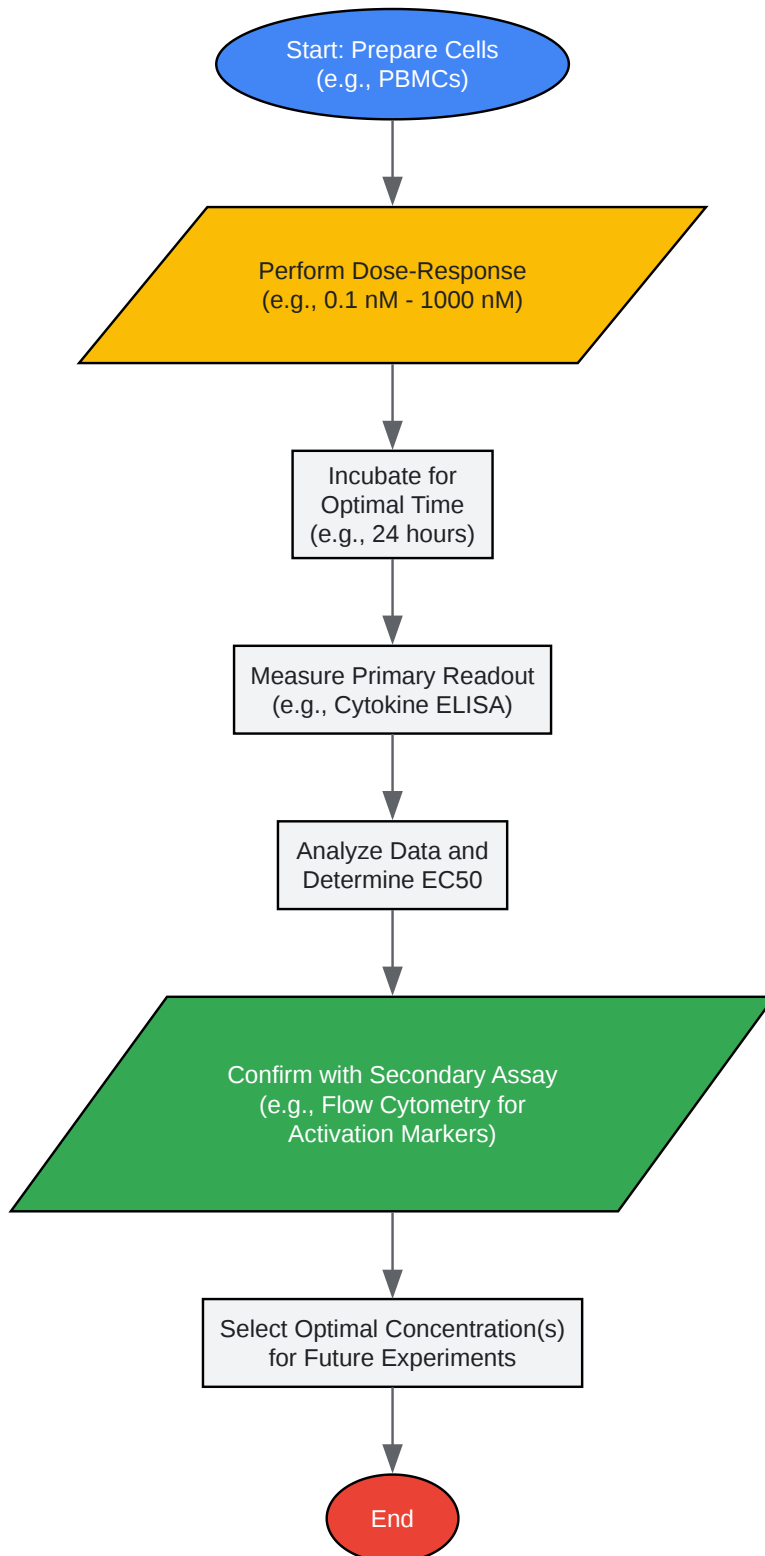 Start: Prepare Cells
(e.g., PBMCs)
Perform Dose-Response
(e.g., 0.1 nM - 1000 nM)
Incubate for
Optimal Time
(e.g., 24 hours)
Measure Primary Readout
(e.g., Cytokine ELISA)
Analyze Data and
Determine EC50
Confirm with Secondary Assay
(e.g., Flow Cytometry for
Activation Markers)
Select Optimal Concentration(s)
for Future Experiments
End